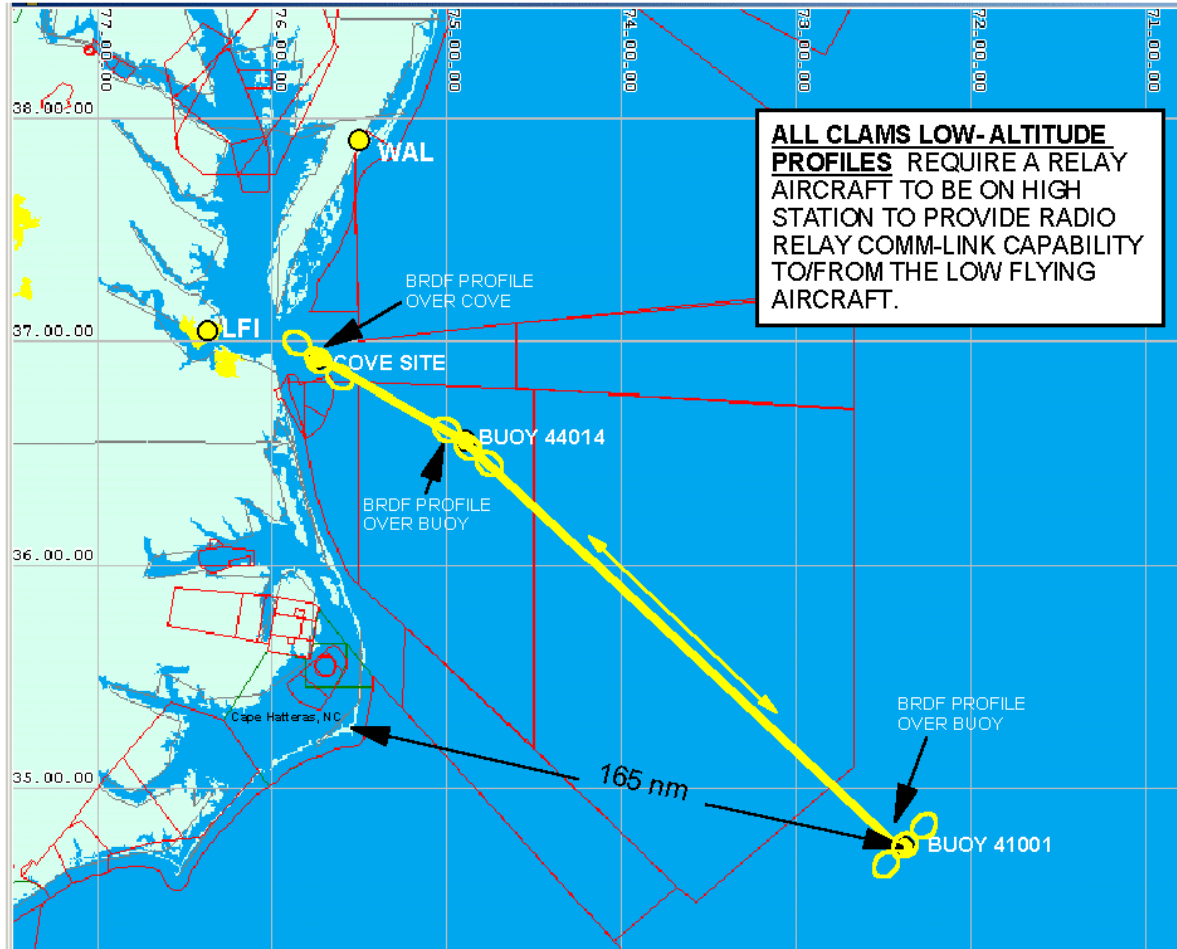 77.00.00
76.00.00
75.00.00
74.00.00
73.00.00
72.00.00
71.00.00
38.00.00
ALL CLAMS LOW-ALTITUDE
PROFILES REQUIRE A RELAY
AIRCRAFT TO BE ON HIGH
STATION TO PROVIDE RADIO
RELAY COMM-LINK CAPABILITY
TO/FROM THE LOW FLYING
AIRCRAFT.
WAL
BRDF PROFILE
OVER COVE
37.00.00
LFI
COVE SITE
BUOY 44014
BRDF PROFILE
OVER BUOY
36.00.00
BRDF PROFILE
OVER BUOY
Cape Hatteras, NC
35.00.00
165 nm
BUOY 41001